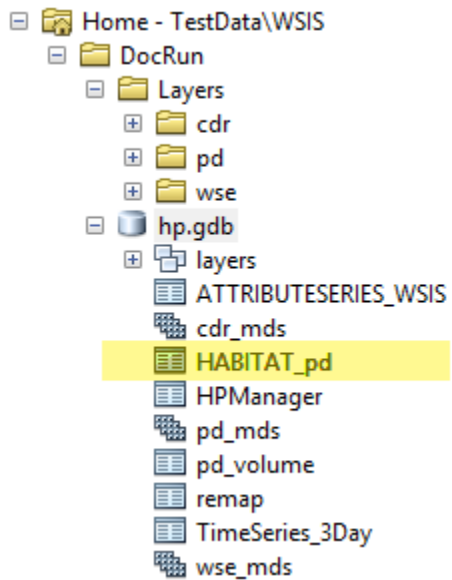 Home - TestData\WSIS
DocRun
Layers
cdr
pd
wse
hp.gdb
layers
ATTRIBUTESERIES_WSIS
cdr_mds
HABITAT_pd
HPManager
pd_mds
pd_volume
remap
TimeSeries_3Day
wse_mds